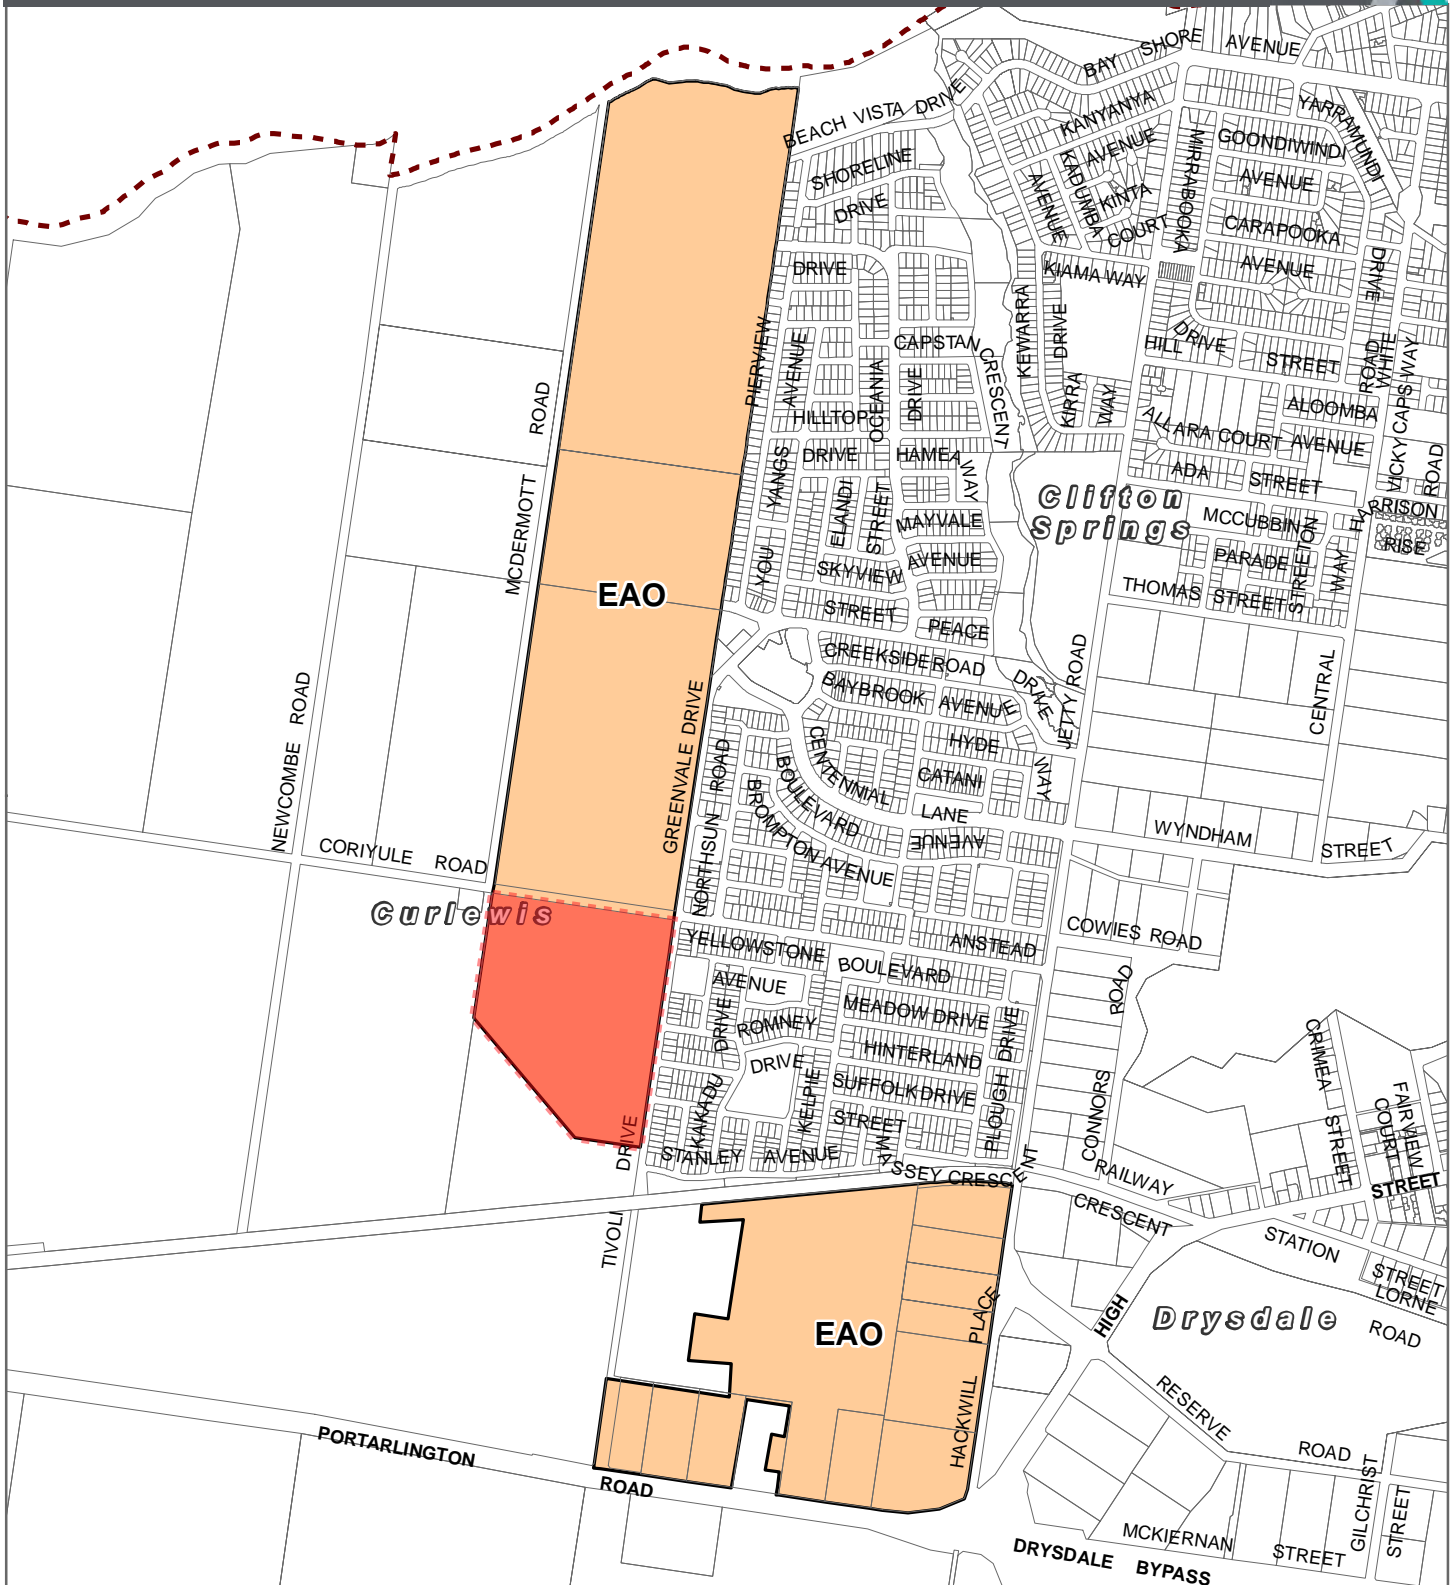 BAY SHORE AVENUE
BEACH VISTA DRIVE
KANYANYA
AVENUE
YARRAMUNDI
GOONDIWINDI
AVENUE
MIRRABOOKA
SHORELINE
DRIVE
KADUMBA
AVENUE
KINTA
COURT
CARAPOOKA
AVENUE
DRIVE
DRIVE
KIAMA WAY
KEWARRA
DRIVE
PIERVIEW
AVENUE
CAPSTAN
CRESCENT
HILL
DRIVE
STREET
ROAD
WHITE
VICKY CAPS WAY
ROAD
OCEANIA
DRIVE
KIRRA
WAY
ALOOMBA
AVENUE
HILLTOP
DRIVE
HAMEA
WAY
ALLARA COURT
ADA
STREET
YANGS
YOU
ELANDI
STREET
MCDERMOTT
ROAD
Clifton
Springs
MCCUBBIN
PARADE
STREETON
WAY
HARRISON
RISE
MAYVALE
AVENUE
SKYVIEW
STREET
EAO
THOMAS STREET
PEACE
ROAD
CREEKSIDE
DRIVE
JETTY ROAD
CENTRAL
BAYBROOK
AVENUE
NEWCOMBE ROAD
GREENVALE DRIVE
NORTHSUN ROAD
CENTENNIAL
BOULEVARD
HYDE
WAY
CATANI
LANE
AVENUE
BROMPTON AVENUE
WYNDHAM
STREET
CORIYULE ROAD
Curlewis
COWIES ROAD
ANSTEAD
YELLOWSTONE
AVENUE
BOULEVARD
MEADOW DRIVE
ROAD
CONNORS
DRIVE
KAKADU
ROMNEY
DRIVE
HINTERLAND
PLOUGH DRIVE
KELPIE
SUFFOLK DRIVE
STREET
CRIMEA
STREET
FAIRVIEW
COURT
DRIVE
STANLEY AVENUE
MASSEY CRESCENT
RAILWAY
CRESCENT
STREET
TIVOLI
STATION
STREET
LORNE
ROAD
HIGH
Drysdale
EAO
PLACE
HACKWILL
RESERVE
ROAD
PORTARLINGTON
ROAD
GILCHRIST
STREET
MCKIERNAN
STREET
DRYSDALE BYPASS